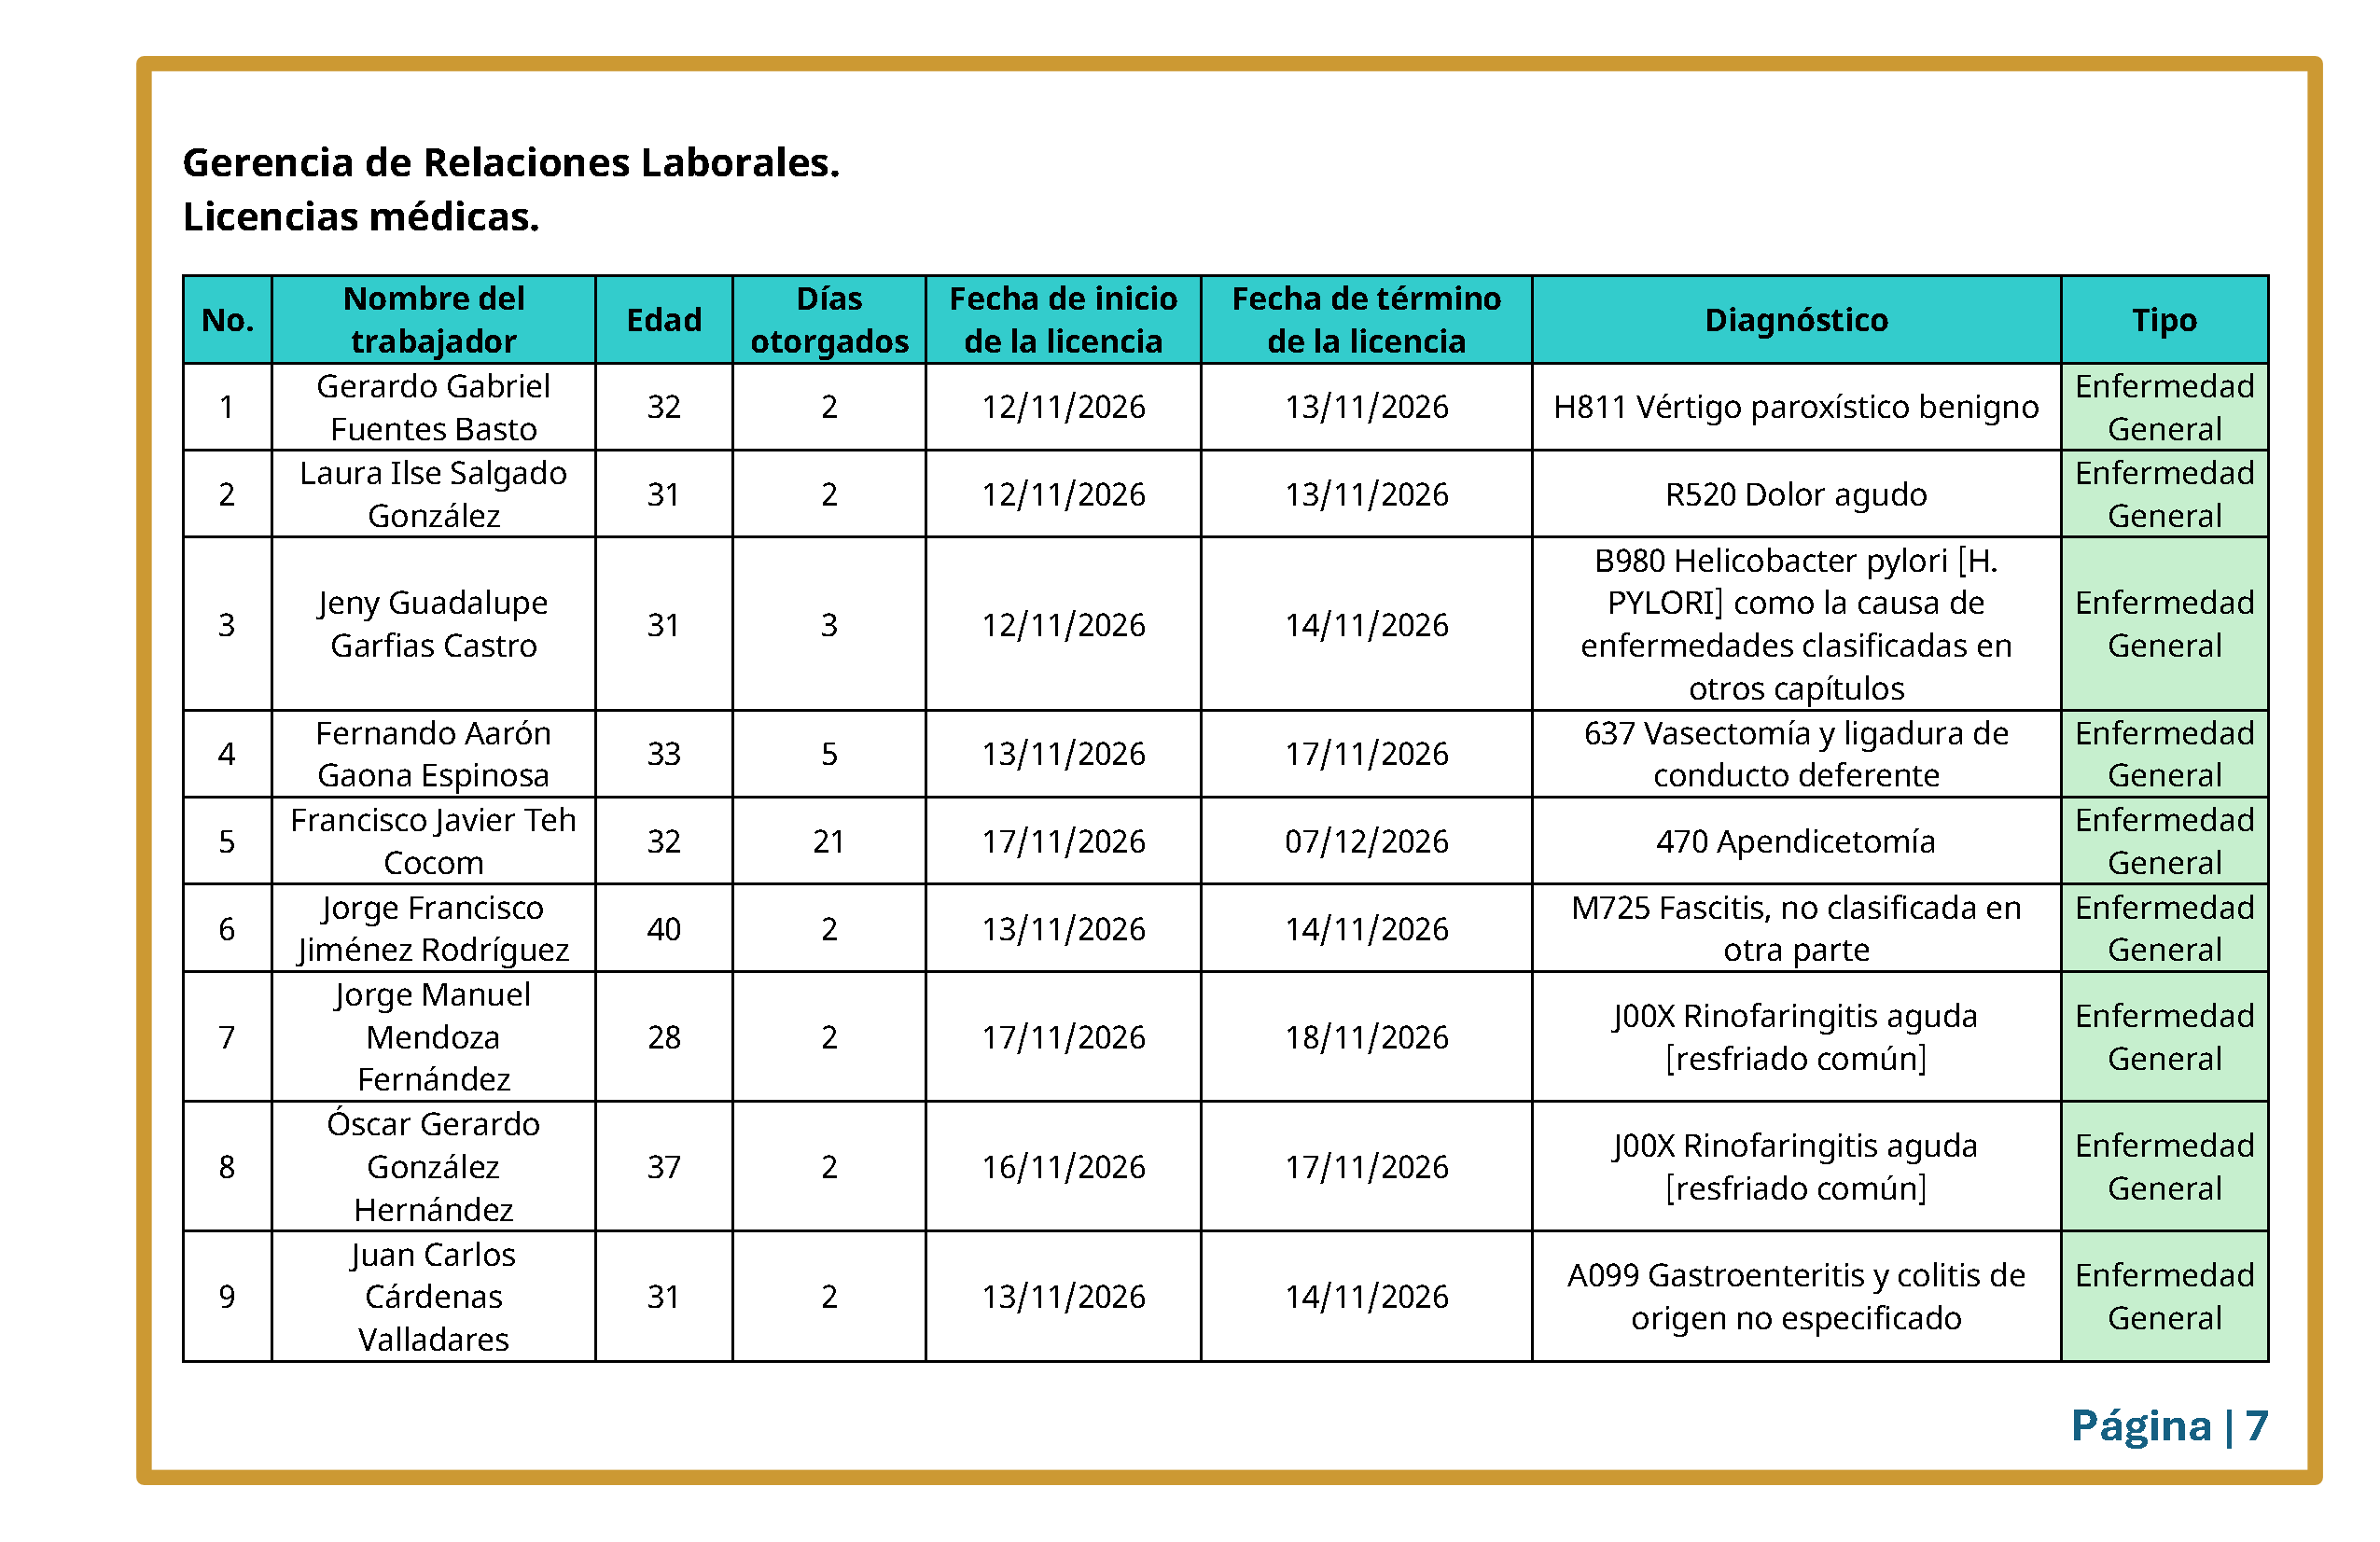 Gerencia de Relaciones Laborales.
Licencias médicas.
No. Nombre del trabajador Edad Días otorgados Fecha de inicio de la licencia Fecha de término de la licencia Diagnóstico Tipo
1 Gerardo Gabriel Fuentes Basto 32 2 12/11/2026 13/11/2026 H811 Vértigo paroxístico benigno Enfermedad General
2 Laura Ilse Salgado González 31 2 12/11/2026 13/11/2026 R520 Dolor agudo Enfermedad General
3 Jeny Guadalupe Garfias Castro 31 3 12/11/2026 14/11/2026 B980 Helicobacter pylori [H. PYLORI] como la causa de enfermedades clasificadas en otros capítulos Enfermedad General
4 Fernando Aarón Gaona Espinosa 33 5 13/11/2026 17/11/2026 637 Vasectomía y ligadura de conducto deferente Enfermedad General
5 Francisco Javier Teh Cocom 32 21 17/11/2026 07/12/2026 470 Apendicetomía Enfermedad General
6 Jorge Francisco Jiménez Rodríguez 40 2 13/11/2026 14/11/2026 M725 Fascitis, no clasificada en otra parte Enfermedad General
7 Jorge Manuel Mendoza Fernández 28 2 17/11/2026 18/11/2026 J00X Rinofaringitis aguda [resfriado común] Enfermedad General
8 Óscar Gerardo González Hernández 37 2 16/11/2026 17/11/2026 J00X Rinofaringitis aguda [resfriado común] Enfermedad General
9 Juan Carlos Cárdenas Valladares 31 2 13/11/2026 14/11/2026 A099 Gastroenteritis y colitis de origen no especificado Enfermedad General
Página | 7